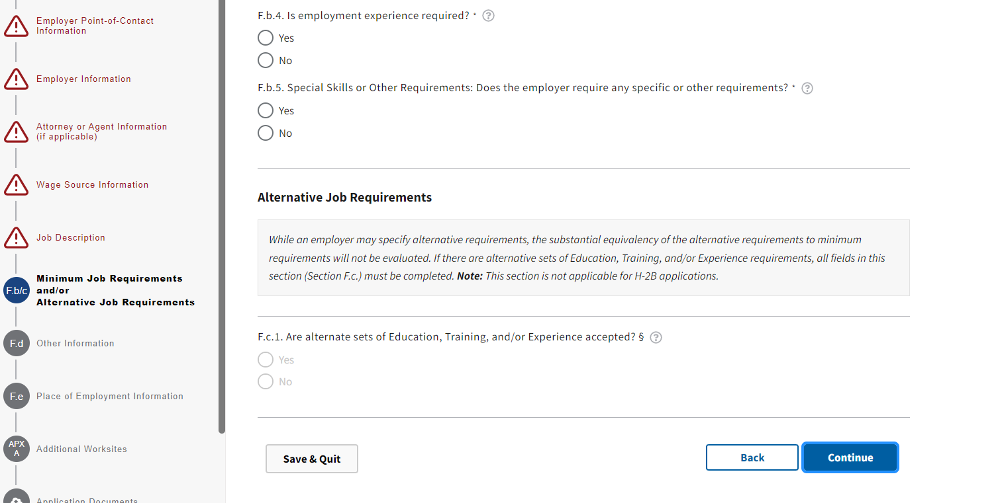 Employer Point-of-Contact
Information
Employer Information
Attorney or Agent Information
(if applicable)
Wage Source Information
Job Description
F.b/c
Minimum Job Requirements
and/or
Alternative Job Requirements
F.d
Other Information
F.e
Place of Employment Information
APX
A
Additional Worksites
Application Documents
F.b.4. Is employment experience required? *
Yes
No
F.b.5. Special Skills or Other Requirements: Does the employer require any specific or other requirements? *
Yes
No
Alternative Job Requirements
While an employer may specify alternative requirements, the substantial equivalency of the alternative requirements to minimum
requirements will not be evaluated. If there are alternative sets of Education, Training, and/or Experience requirements, all fields in this
section (Section F.c.) must be completed. Note: This section is not applicable for H-2B applications.
F.c.1. Are alternate sets of Education, Training, and/or Experience accepted? §
Yes
No
Save & Quit
Back
Continue